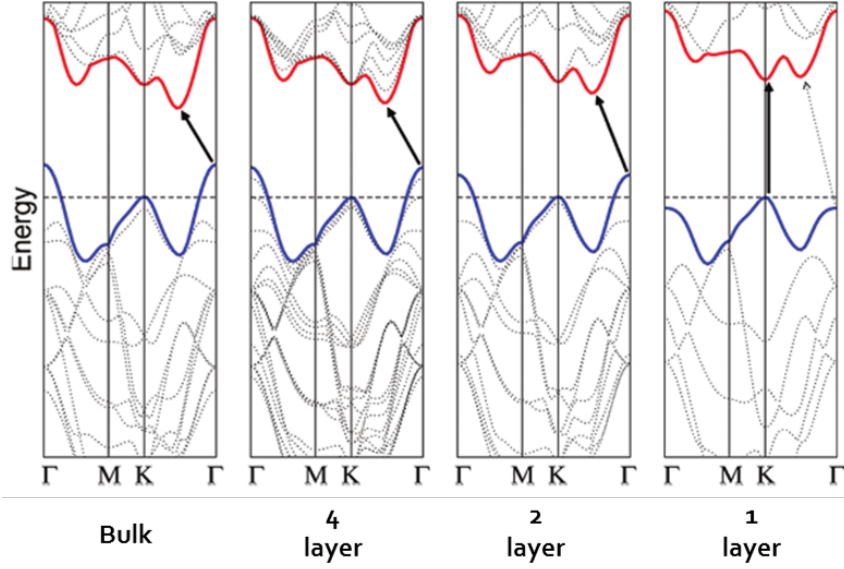 Energy
Γ M K Γ Γ M K Γ Γ M K Γ Γ M K Γ
Bulk 4 2 1
layer layer layer